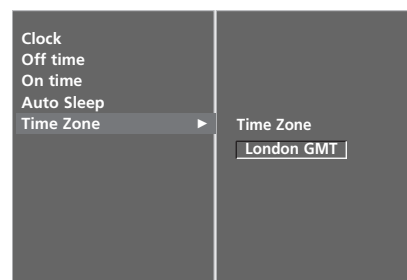 Clock
Off time
On time
Auto Sleep
Time Zone ►
Time Zone
London GMT